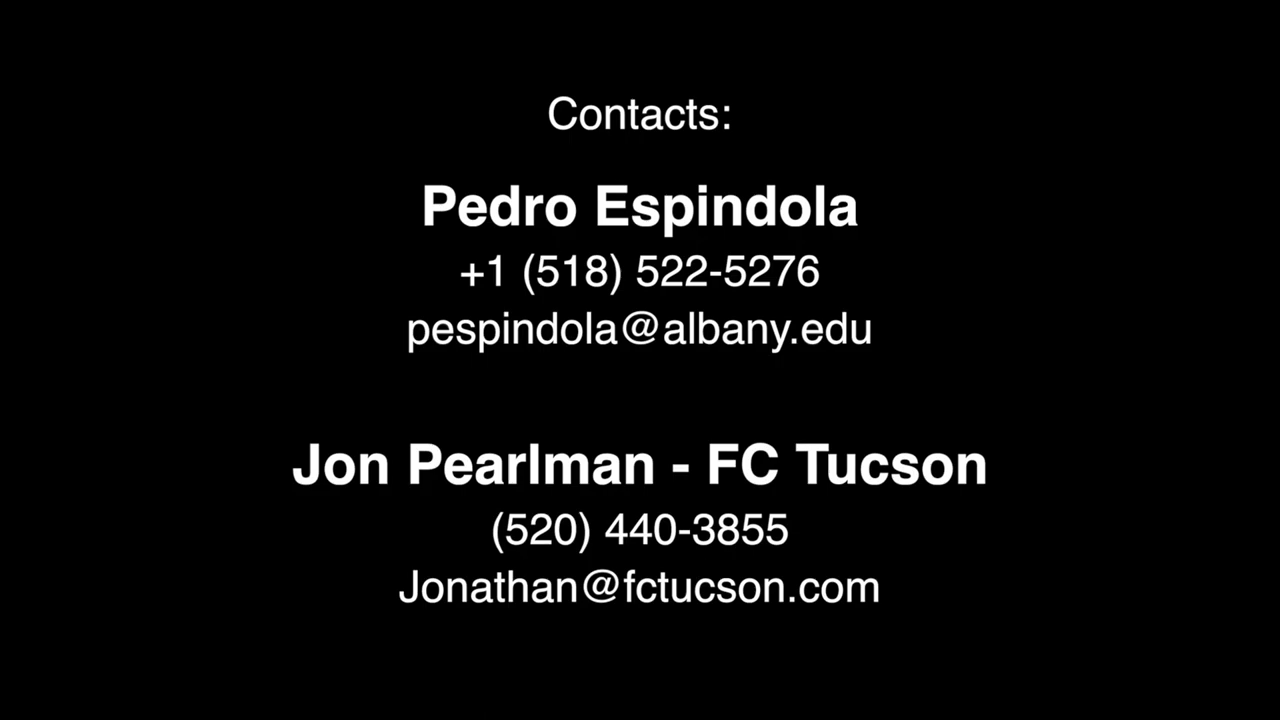 Contacts:
Pedro Espindola
+1 (518) 522-5276
pespindola@albany.edu
Jon Pearlman - FC Tucson
(520) 440-3855
Jonathan@fctucson.com